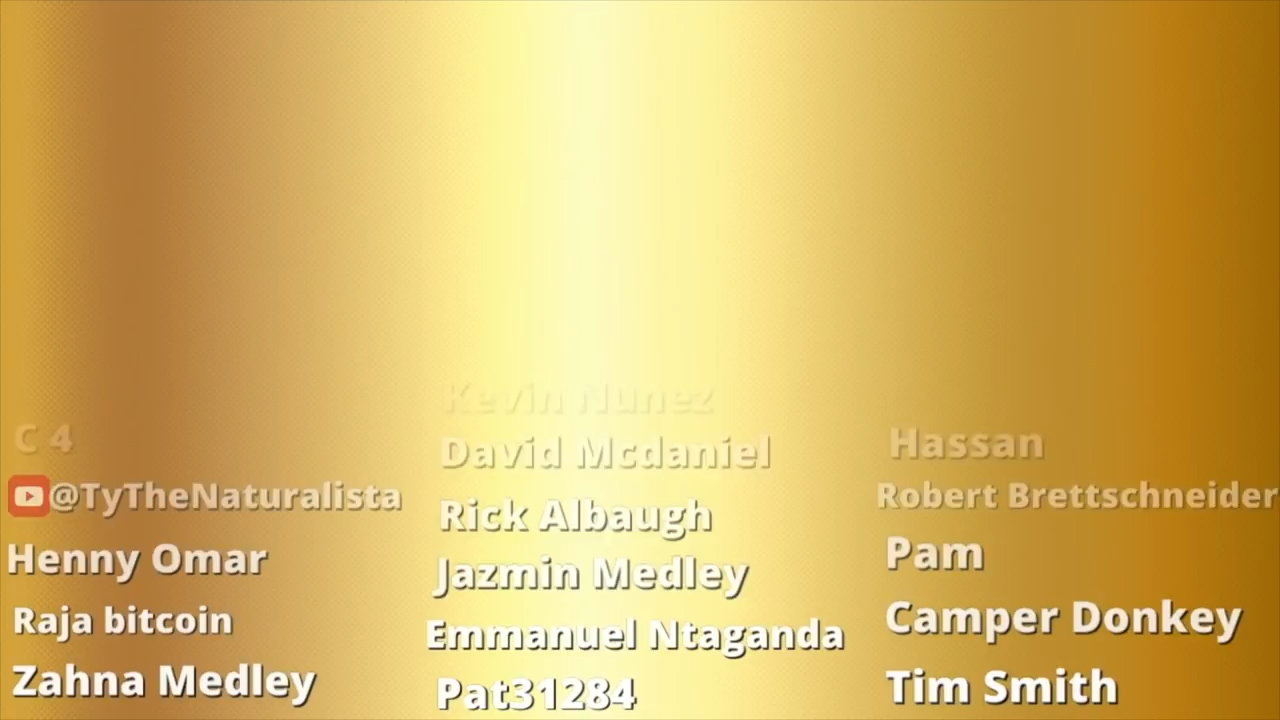 C 4
@TyTheNaturalista
Henny Omar
Raja bitcoin
Zahna Medley
Kevin Nunez
David Mcdaniel
Rick Albaugh
Jazmin Medley
Emmanuel Ntaganda
Pat31284
Hassan
Robert Brettschneider
Pam
Camper Donkey
Tim Smith